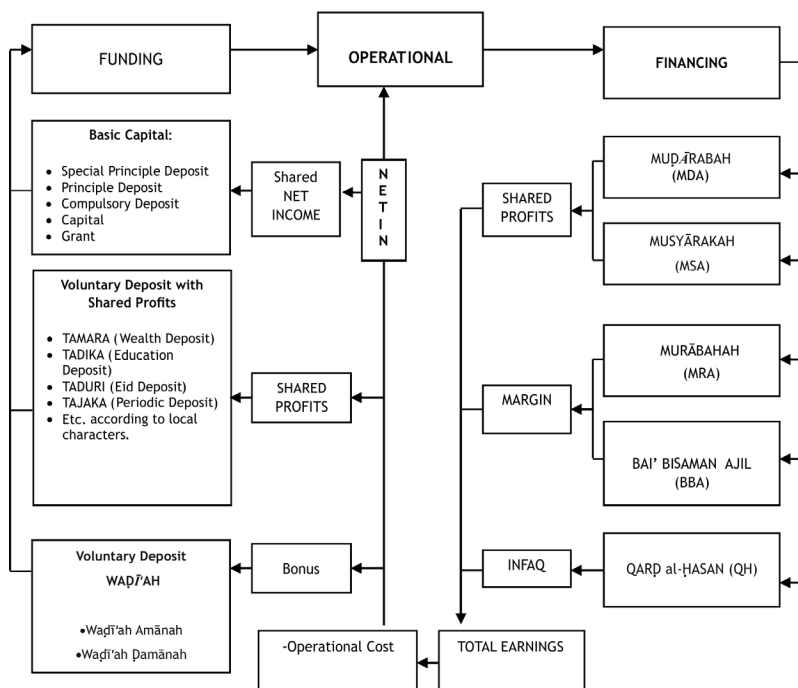 FUNDING
OPERATIONAL
FINANCING
Basic Capital:
• Special Principle Deposit
• Principle Deposit
• Compulsory Deposit
• Capital
• Grant
Shared
NET
INCOME
N
E
T
I
N
SHARED
PROFITS
MUḌĀRABAH
(MDA)
MUSYĀRAKAH
(MSA)
Voluntary Deposit with
Shared Profits
• TAMARA (Wealth Deposit)
• TADIKA (Education
Deposit)
• TADURI (Eid Deposit)
• TAJAKA (Periodic Deposit)
• Etc. according to local
characters.
SHARED
PROFITS
MARGIN
MURĀBAHAH
(MRA)
BAI’ BISAMAN AJIL
(BBA)
Voluntary Deposit
WAḌĪ’AH
•Waḍī’ah Amānah
•Waḍī’ah Ḍamānah
Bonus
INFAQ
QARḌ al-ḤASAN (QH)
-Operational Cost
TOTAL EARNINGS